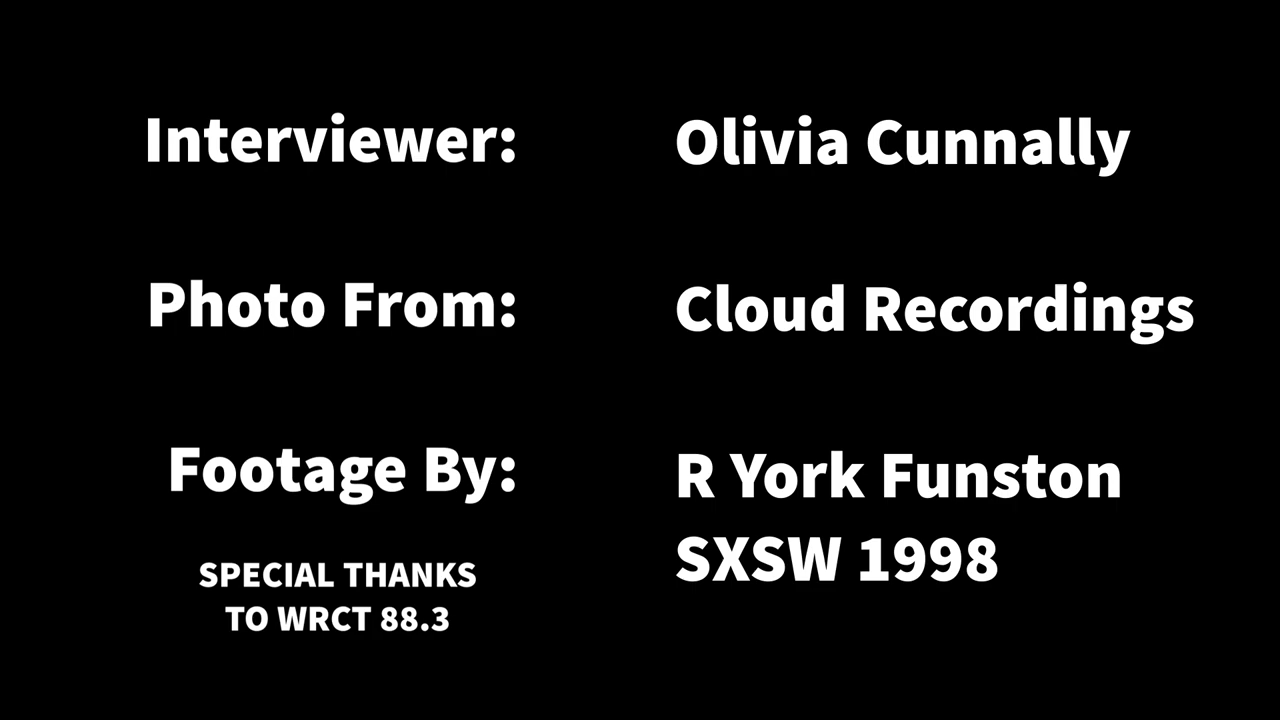 Interviewer: Olivia Cunnally
Photo From: Cloud Recordings
Footage By: R York Funston
SXSW 1998
SPECIAL THANKS
TO WRCT 88.3